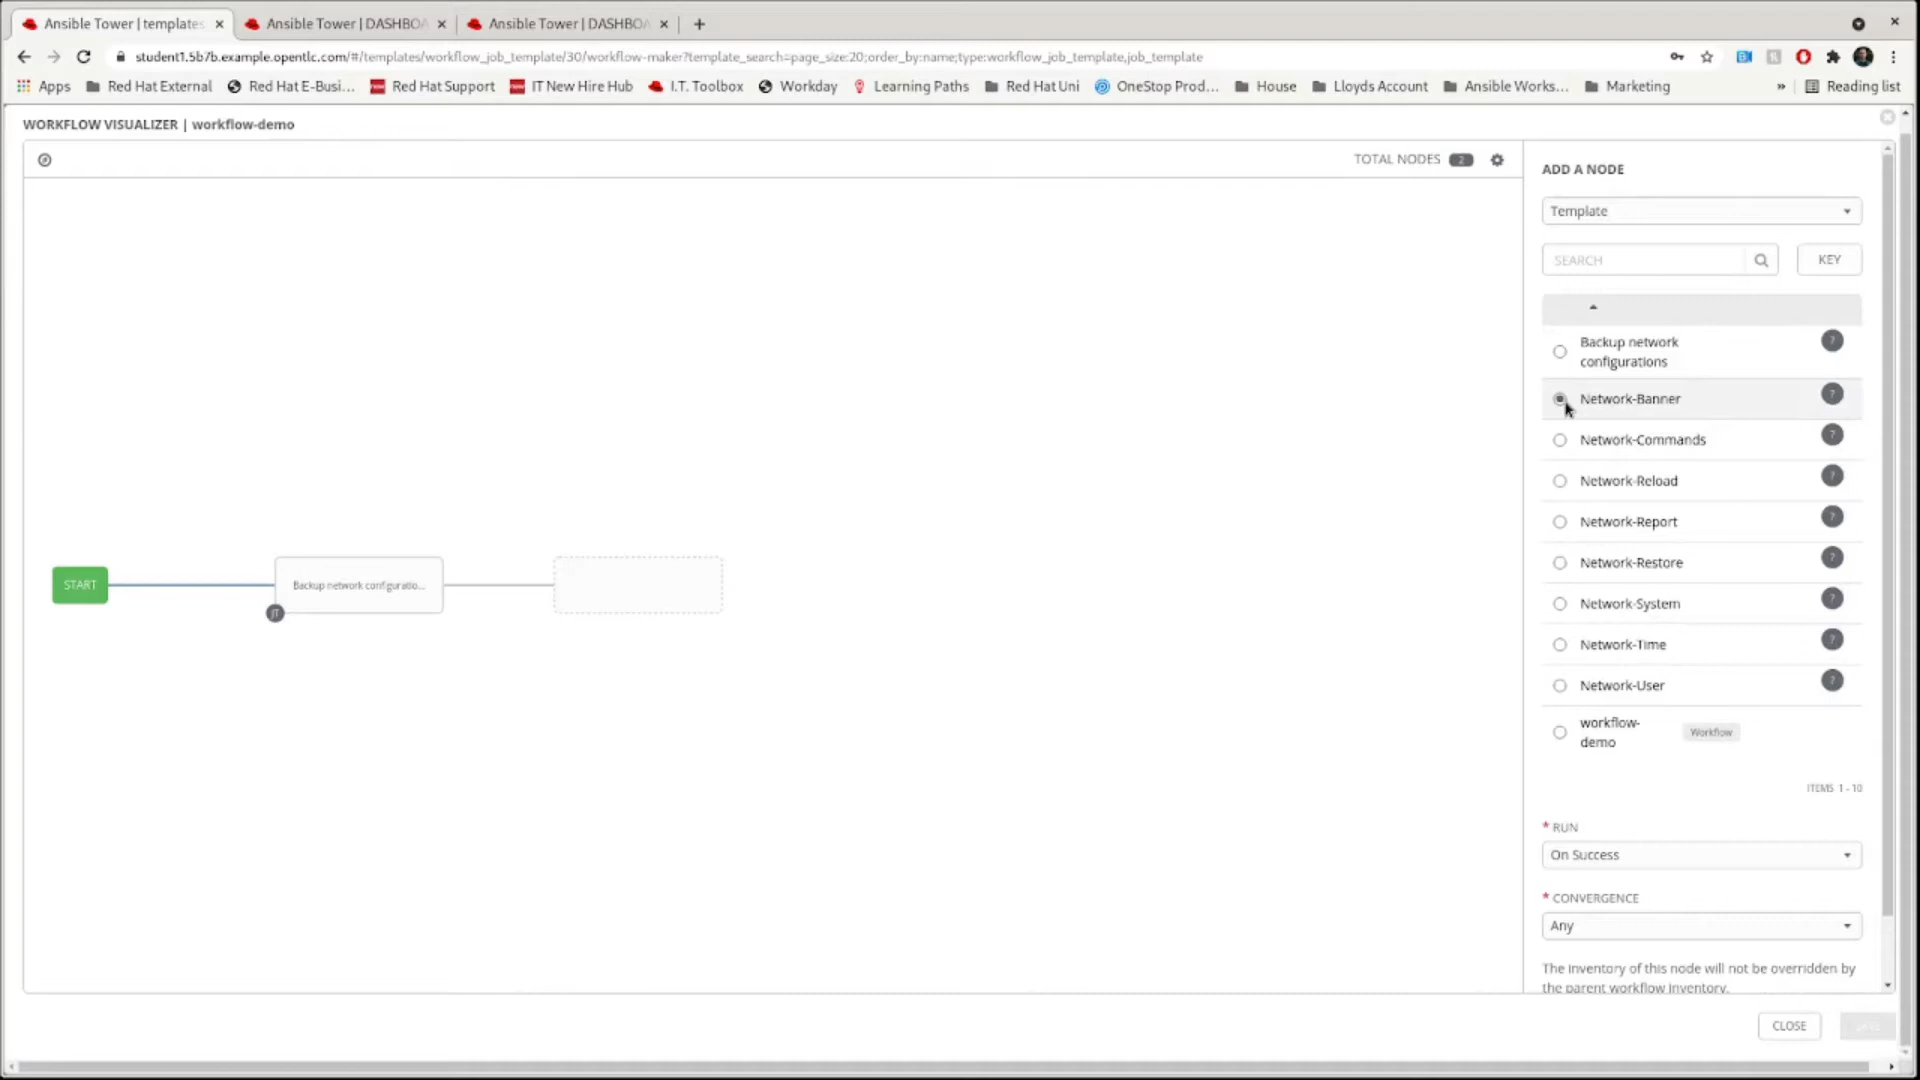 Ansible Tower | templates
Ansible Tower | DASHBOA
Ansible Tower | DASHBOA
student1.5b7b.example.opentlc.com/#/templates/workflow_job_template/30/workflow-maker?template_search=page_size:20;order_by:name;type:workflow_job_template,job_template
Apps
Red Hat External
Red Hat E-Busi...
Red Hat Support
IT New Hire Hub
I.T. Toolbox
Workday
Learning Paths
Red Hat Uni
OneStop Prod...
House
Lloyds Account
Ansible Works...
Marketing
»
Reading list
WORKFLOW VISUALIZER | workflow-demo
TOTAL NODES 2
START
Backup network configuratio...
JT
ADD A NODE
Template
SEARCH
KEY
Backup network
configurations
?
Network-Banner
?
Network-Commands
?
Network-Reload
?
Network-Report
?
Network-Restore
?
Network-System
?
Network-Time
?
Network-User
?
workflow-
demo
Workflow
ITEMS 1 - 10
* RUN
On Success
* CONVERGENCE
Any
The inventory of this node will not be overridden by
the parent workflow inventory.
CLOSE
SAVE